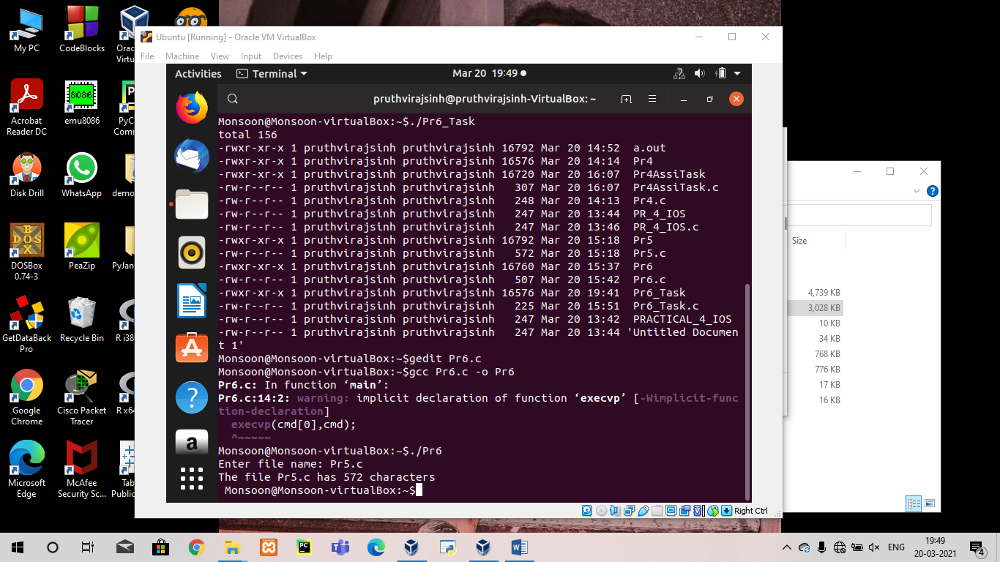 My PC
CodeBlocks
Orac
Virtu
Acrobat
Reader DC
8086
emu8086
PyC
Comm
Disk Drill
WhatsApp
demo
DOSBox
0.74-3
PeaZip
PyJan
GetDataBack
Pro
Recycle Bin
R i38
Google
Chrome
Cisco Packet
Tracer
R x64
Microsoft
Edge
McAfee
Security Sc...
Tab
Public
Ubuntu [Running] - Oracle VM VirtualBox
File Machine View Input Devices Help
Activities Terminal Mar 20 19:49
pruthvirajsinh@pruthvirajsinh-VirtualBox: ~
Monsoon@Monsoon-virtualBox:~$./Pr6_Task
total 156
-rwxr-xr-x 1 pruthvirajsinh pruthvirajsinh 16792 Mar 20 14:52  a.out
-rwxr-xr-x 1 pruthvirajsinh pruthvirajsinh 16576 Mar 20 14:14  Pr4
-rwxr-xr-x 1 pruthvirajsinh pruthvirajsinh 16720 Mar 20 16:07  Pr4AssiTask
-rw-r--r-- 1 pruthvirajsinh pruthvirajsinh   307 Mar 20 16:07  Pr4AssiTask.c
-rw-r--r-- 1 pruthvirajsinh pruthvirajsinh   248 Mar 20 14:13  Pr4.c
-rw-r--r-- 1 pruthvirajsinh pruthvirajsinh   247 Mar 20 13:44  PR_4_IOS
-rw-r--r-- 1 pruthvirajsinh pruthvirajsinh   247 Mar 20 13:46  PR_4_IOS.c
-rwxr-xr-x 1 pruthvirajsinh pruthvirajsinh 16792 Mar 20 15:18  Pr5
-rw-r--r-- 1 pruthvirajsinh pruthvirajsinh   572 Mar 20 15:18  Pr5.c
-rwxr-xr-x 1 pruthvirajsinh pruthvirajsinh 16760 Mar 20 15:37  Pr6
-rw-r--r-- 1 pruthvirajsinh pruthvirajsinh   507 Mar 20 15:42  Pr6.c
-rwxr-xr-x 1 pruthvirajsinh pruthvirajsinh 16576 Mar 20 19:41  Pr6_Task
-rw-r--r-- 1 pruthvirajsinh pruthvirajsinh   225 Mar 20 15:51  Pr6_Task.c
-rw-r--r-- 1 pruthvirajsinh pruthvirajsinh   247 Mar 20 13:42  PRACTICAL_4_IOS
-rw-r--r-- 1 pruthvirajsinh pruthvirajsinh   247 Mar 20 13:44 'Untitled Documen
t 1'
Monsoon@Monsoon-virtualBox:~$gedit Pr6.c
Monsoon@Monsoon-virtualBox:~$gcc Pr6.c -o Pr6
Pr6.c: In function ‘main’:
Pr6.c:14:2: warning: implicit declaration of function ‘execvp’ [-Wimplicit-func
tion-declaration]
execvp(cmd[0],cmd);
^~~~~~
Monsoon@Monsoon-virtualBox:~$./Pr6
Enter file name: Pr5.c
The file Pr5.c has 572 characters
Monsoon@Monsoon-virtualBox:~$
Right Ctrl
Size
4,739 KB
3,028 KB
10 KB
34 KB
768 KB
776 KB
17 KB
16 KB
ENG
19:49
20-03-2021
4